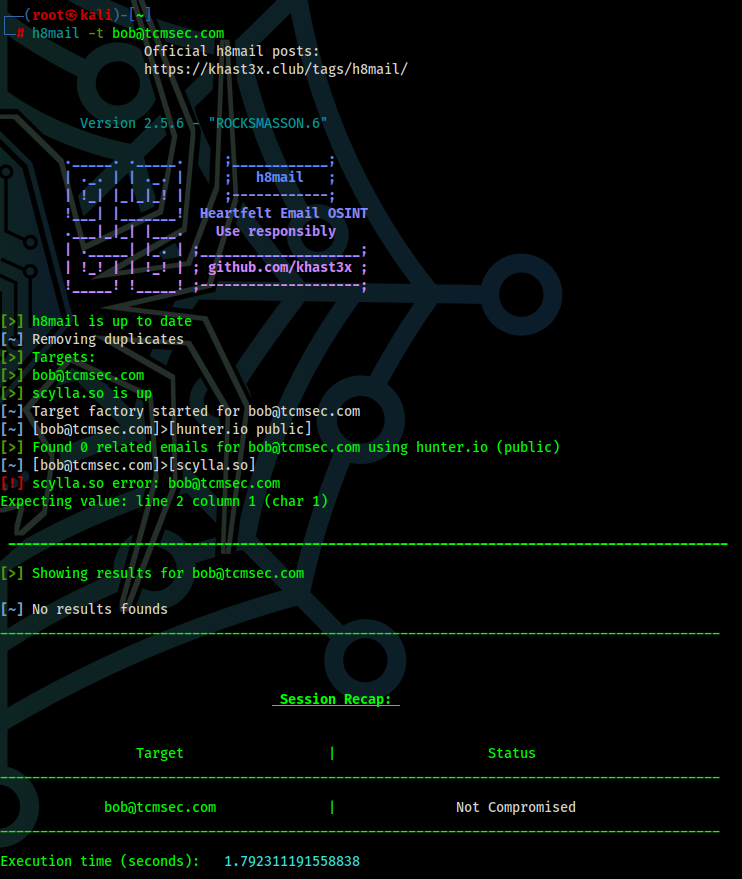 ┌──(root㉿kali)-[~]
└─# h8mail -t bob@tcmsec.com
Official h8mail posts:
https://khast3x.club/tags/h8mail/
Version 2.5.6 - "ROCKSMASSON.6"
._____. ._____.     ;____________;
| ._. | | ._. |     ;   h8mail   ;
| !_| |_|_|_! |     ;------------;
!___| |_______!  Heartfelt Email OSINT
.___|_|_| |___.    Use responsibly
| ._____| |_. | ;____________________;
| !_! | | !_! | ; github.com/khast3x ;
!_____! !_____! ;--------------------;
[>] h8mail is up to date
[~] Removing duplicates
[>] Targets:
[>] bob@tcmsec.com
[>] scylla.so is up
[~] Target factory started for bob@tcmsec.com
[~] [bob@tcmsec.com]>[hunter.io public]
[>] Found 0 related emails for bob@tcmsec.com using hunter.io (public)
[~] [bob@tcmsec.com]>[scylla.so]
[!] scylla.so error: bob@tcmsec.com
Expecting value: line 2 column 1 (char 1)
[>] Showing results for bob@tcmsec.com
[~] No results founds
Session Recap:
Target | Status
bob@tcmsec.com | Not Compromised
Execution time (seconds): 1.792311191558838